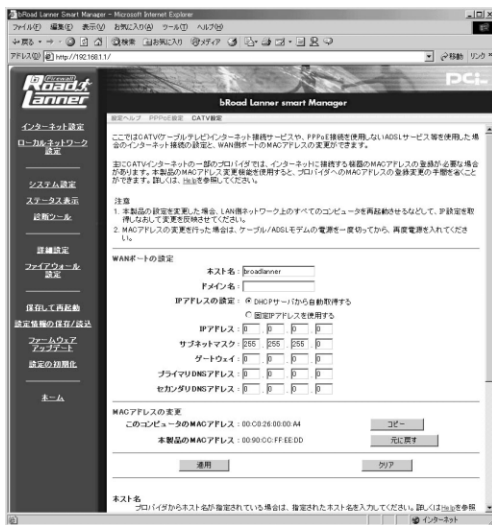 bRoad Lanner Smart Manager - Microsoft Internet Explorer
ファイル(F) 編集(E) 表示(V) お気に入り(A) ツール(T) ヘルプ(H)
戻る 検索 お気に入り メディア
アドレス(D) http://192.168.1.1/ 移動 リンク
Firewall
Road
Lanner
PCi
bRoad Lanner smart Manager
設定ヘルプ PPPoE設定 CATV設定
インターネット設定
ローカルネットワーク
設定
システム設定
ステータス表示
診断ツール
詳細設定
ファイアウォール
設定
保存して再起動
設定情報の保存/読込
ファームウェア
アップデート
設定の初期化
ホーム
ここではCATV(ケーブルテレビ)インターネット接続サービスや、PPPoE接続を使用しないADSLサービス等を使用した場
合のインターネット接続の設定と、WAN側ポートのMACアドレスの変更ができます。
主にCATVインターネットの一部のプロバイダでは、インターネットに接続する機器のMACアドレスの登録が必要な場合
があります。本製品のMACアドレス変更機能を使用すると、プロバイダへのMACアドレスの登録変更の手間を省くこと
ができます。詳しくは、Helpを参照してください。
注意
1. 本製品の設定を変更した場合、LAN側ネットワーク上のすべてのコンピュータを再起動させるなどして、IP設定を取
得しなおして変更を反映させてください。
2. MACアドレスの変更を行った場合は、ケーブル/ADSLモデムの電源を一度切ってから、再度電源を入れてくださ
い。
WANポートの設定
ホスト名 : broadlanner
ドメイン名 :
IPアドレスの設定 : DHCPサーバから自動取得する
固定IPアドレスを使用する
IPアドレス : 0 . 0 . 0 . 0
サブネットマスク : 255 . 255 . 255 . 0
ゲートウェイ : 0 . 0 . 0 . 0
プライマリDNSアドレス : 0 . 0 . 0 . 0
セカンダリDNSアドレス : 0 . 0 . 0 . 0
MACアドレスの変更
このコンピュータのMACアドレス : 00:C0:26:00:00:A4 コピー
本製品のMACアドレス : 00:90:CC:FF:EE:DD 元に戻す
適用 クリア
ホスト名
プロバイダからホスト名が指定されている場合は、指定されたホスト名を入力してください。詳しくはHelpを参照
インターネット